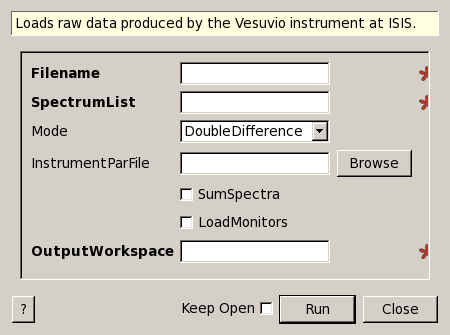 Loads raw data produced by the Vesuvio instrument at ISIS.
Filename
SpectrumList
Mode DoubleDifference
InstrumentParFile Browse
SumSpectra
LoadMonitors
OutputWorkspace
? Keep Open Run Close